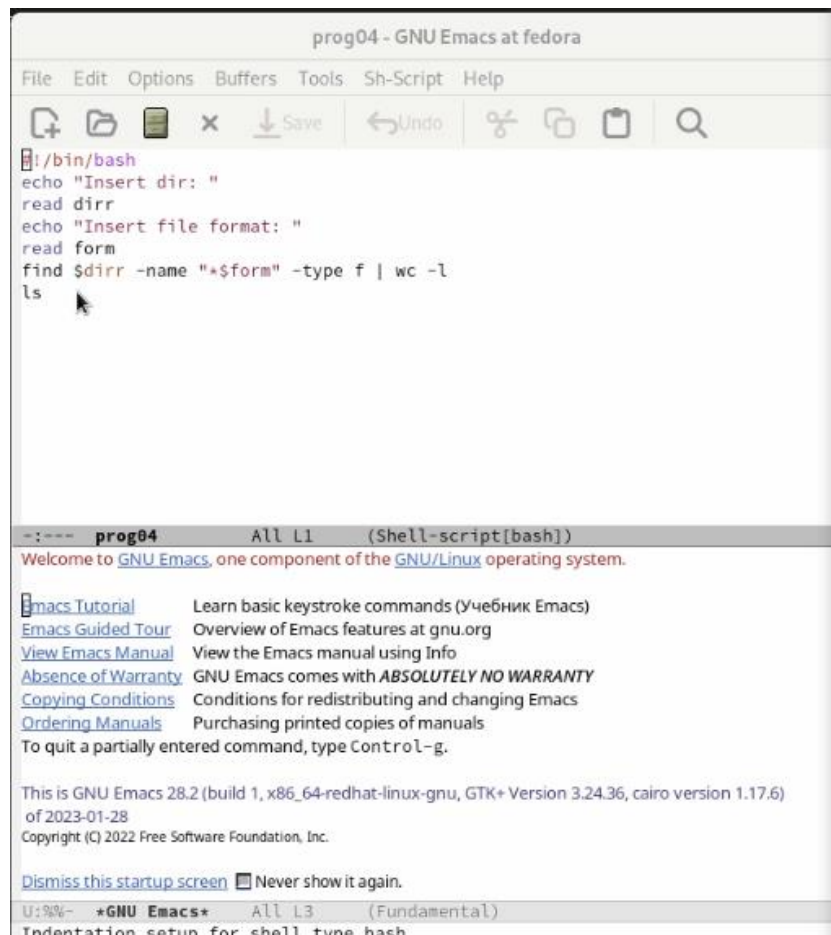 prog04 - GNU Emacs at fedora
File Edit Options Buffers Tools Sh-Script Help
Save Undo
#!/bin/bash
echo "Insert dir: "
read dirr
echo "Insert file format: "
read form
find $dirr -name "*$form" -type f | wc -l
ls
-:--- prog04 All L1 (Shell-script[bash])
Welcome to GNU Emacs, one component of the GNU/Linux operating system.
Emacs Tutorial Learn basic keystroke commands (Учебник Emacs)
Emacs Guided Tour Overview of Emacs features at gnu.org
View Emacs Manual View the Emacs manual using Info
Absence of Warranty GNU Emacs comes with ABSOLUTELY NO WARRANTY
Copying Conditions Conditions for redistributing and changing Emacs
Ordering Manuals Purchasing printed copies of manuals
To quit a partially entered command, type Control-g.
This is GNU Emacs 28.2 (build 1, x86_64-redhat-linux-gnu, GTK+ Version 3.24.36, cairo version 1.17.6)
of 2023-01-28
Copyright (C) 2022 Free Software Foundation, Inc.
Dismiss this startup screen Never show it again.
U:%%- *GNU Emacs* All L3 (Fundamental)
Indentation setup for shell type bash